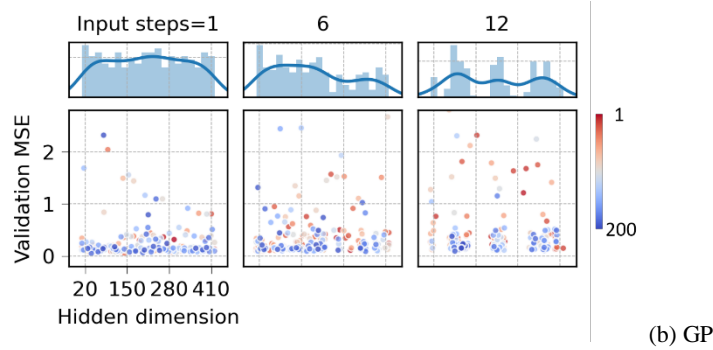 Input steps=1 6 12
Validation MSE
2
1
0
20 150 280 410
Hidden dimension
1
200
(b) GP